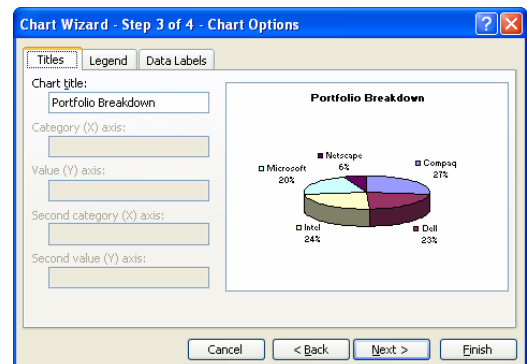 Chart Wizard - Step 3 of 4 - Chart Options
Titles Legend Data Labels
Chart title:
Portfolio Breakdown
Category (X) axis:
Value (Y) axis:
Second category (X) axis:
Second value (Y) axis:
Portfolio Breakdown
Netscape
6%
Microsoft
20%
Compaq
27%
Intel
24%
Dell
23%
Cancel < Back Next > Finish